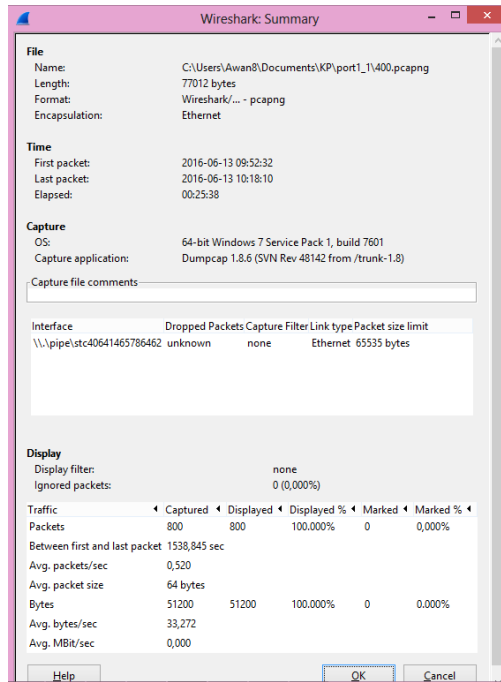 Wireshark: Summary
File
Name: C:\Users\Awan8\Documents\KP\port1_1\400.pcapng
Length: 77012 bytes
Format: Wireshark/... - pcapng
Encapsulation: Ethernet
Time
First packet: 2016-06-13 09:52:32
Last packet: 2016-06-13 10:18:10
Elapsed: 00:25:38
Capture
OS: 64-bit Windows 7 Service Pack 1, build 7601
Capture application: Dumpcap 1.8.6 (SVN Rev 48142 from /trunk-1.8)
Capture file comments
Interface Dropped Packets Capture Filter Link type Packet size limit
\\.\pipe\stc40641465786462 unknown none Ethernet 65535 bytes
Display
Display filter: none
Ignored packets: 0 (0,000%)
Traffic Captured Displayed Displayed % Marked Marked %
Packets 800 800 100.000% 0 0,000%
Between first and last packet 1538,845 sec
Avg. packets/sec 0,520
Avg. packet size 64 bytes
Bytes 51200 51200 100.000% 0 0.000%
Avg. bytes/sec 33,272
Avg. MBit/sec 0,000
Help OK Cancel